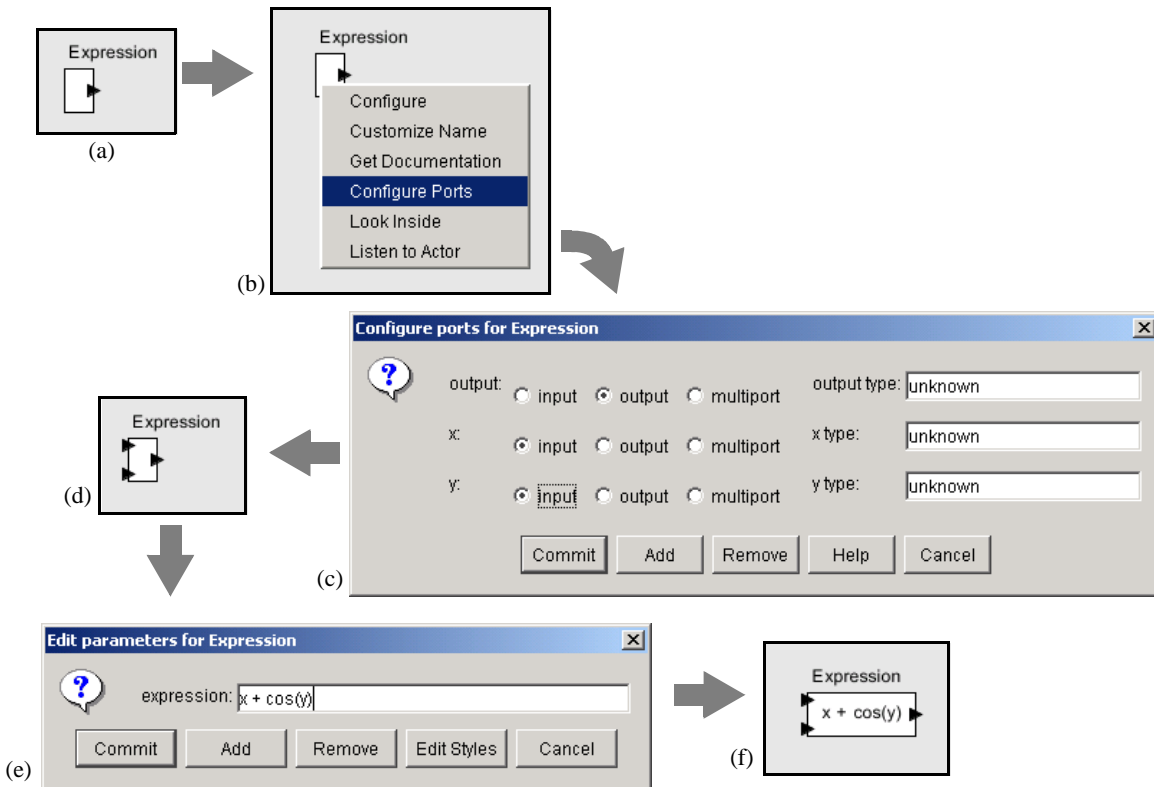 Expression
(a)
Expression
Configure
Customize Name
Get Documentation
Configure Ports
Look Inside
Listen to Actor
(b)
Configure ports for Expression
output: input output multiport output type: unknown
x: input output multiport x type: unknown
y: input output multiport y type: unknown
Commit Add Remove Help Cancel
(c)
Expression
(d)
Edit parameters for Expression
expression: x + cos(y)
Commit Add Remove Edit Styles Cancel
(e)
Expression
x + cos(y)
(f)